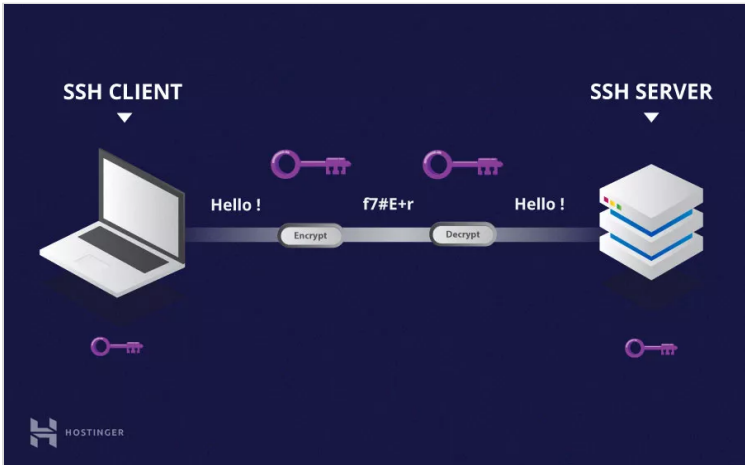 SSH CLIENT
SSH SERVER
Hello !
f7#E+r
Hello !
Encrypt
Decrypt
HOSTINGER